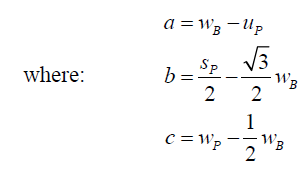 a = w_B − u_P
where: b = s_P/2 − √3/2 w_B
c = w_P − 1/2 w_B